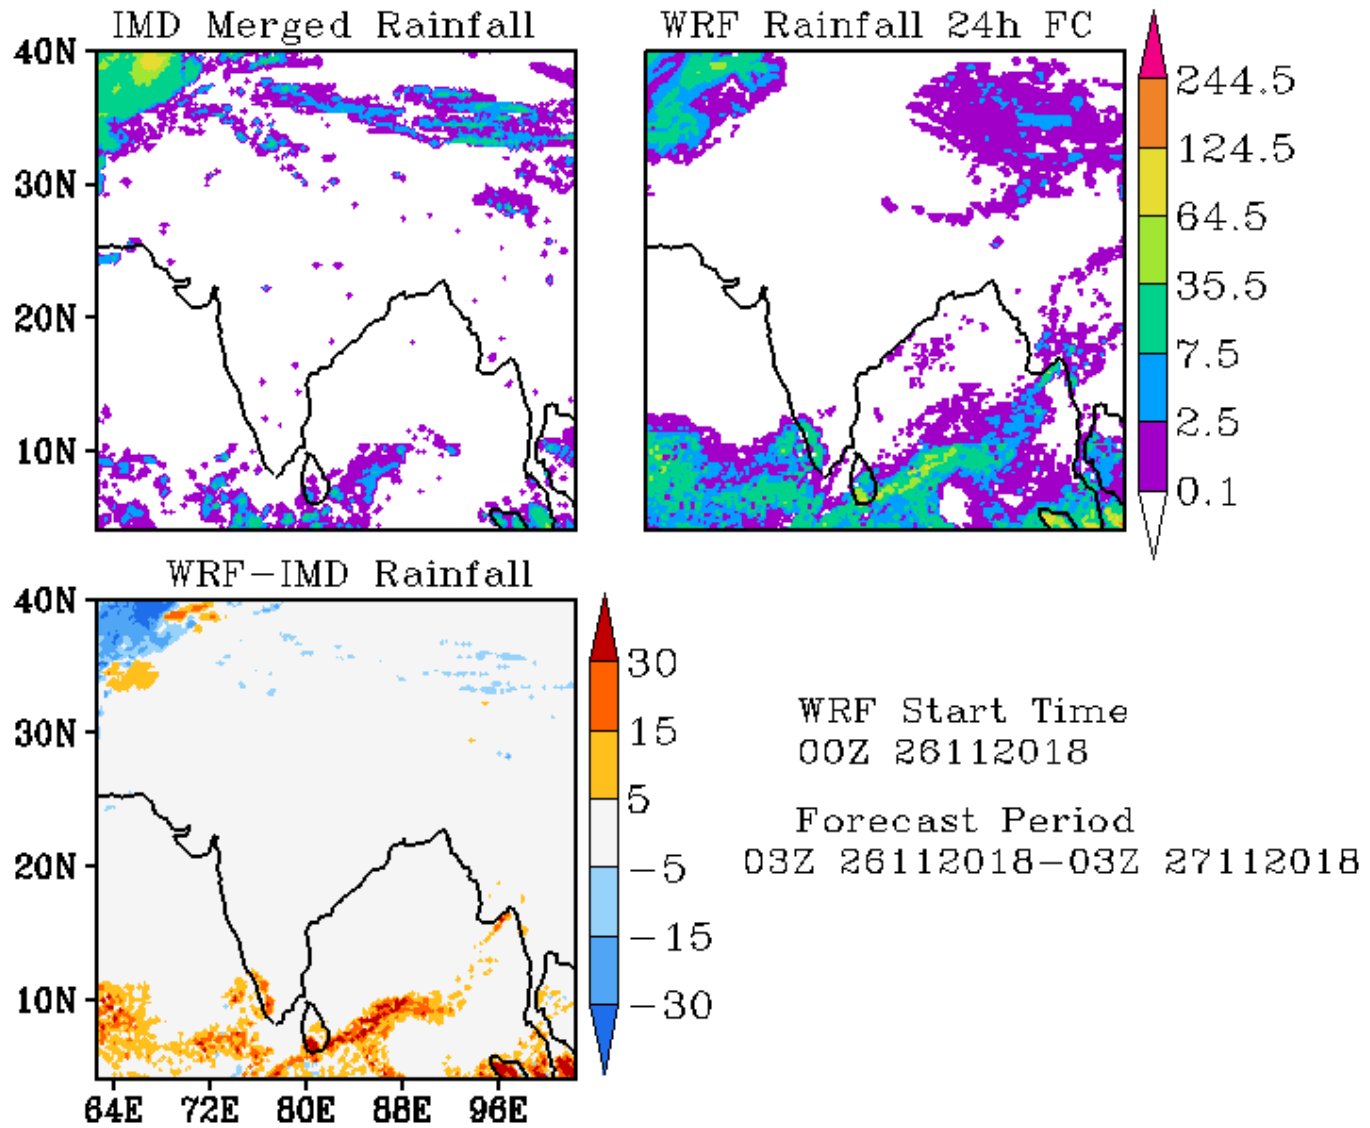 IMD Merged Rainfall
WRF Rainfall 24h FC
40N
30N
20N
10N
244.5
124.5
64.5
35.5
7.5
2.5
0.1
WRF-IMD Rainfall
40N
30N
20N
10N
64E 72E 80E 88E 96E
30
15
5
-5
-15
-30
WRF Start Time
00Z 26112018
Forecast Period
03Z 26112018-03Z 27112018